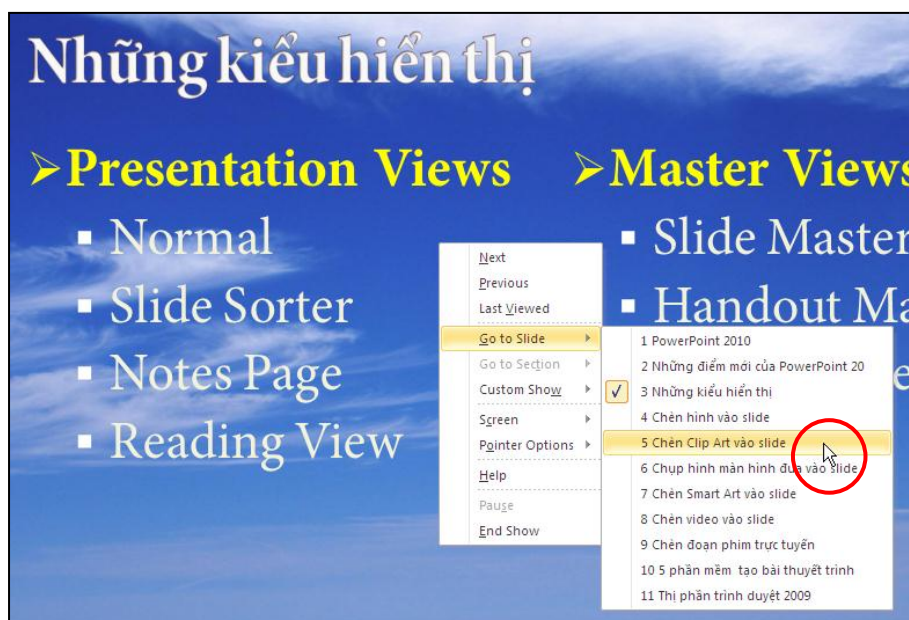 Những kiểu hiển thị
➢Presentation Views
▪ Normal
▪ Slide Sorter
▪ Notes Page
▪ Reading View
➢Master Views
▪ Slide Master
▪ Handout Ma
Next
Previous
Last Viewed
Go to Slide
Go to Section
Custom Show
Screen
Pointer Options
Help
Pause
End Show
1 PowerPoint 2010
2 Những điểm mới của PowerPoint 20
3 Những kiểu hiển thị
4 Chèn hình vào slide
5 Chèn Clip Art vào slide
6 Chụp hình màn hình đưa vào slide
7 Chèn Smart Art vào slide
8 Chèn video vào slide
9 Chèn đoạn phim trực tuyến
10 5 phần mềm tạo bài thuyết trình
11 Thị phần trình duyệt 2009